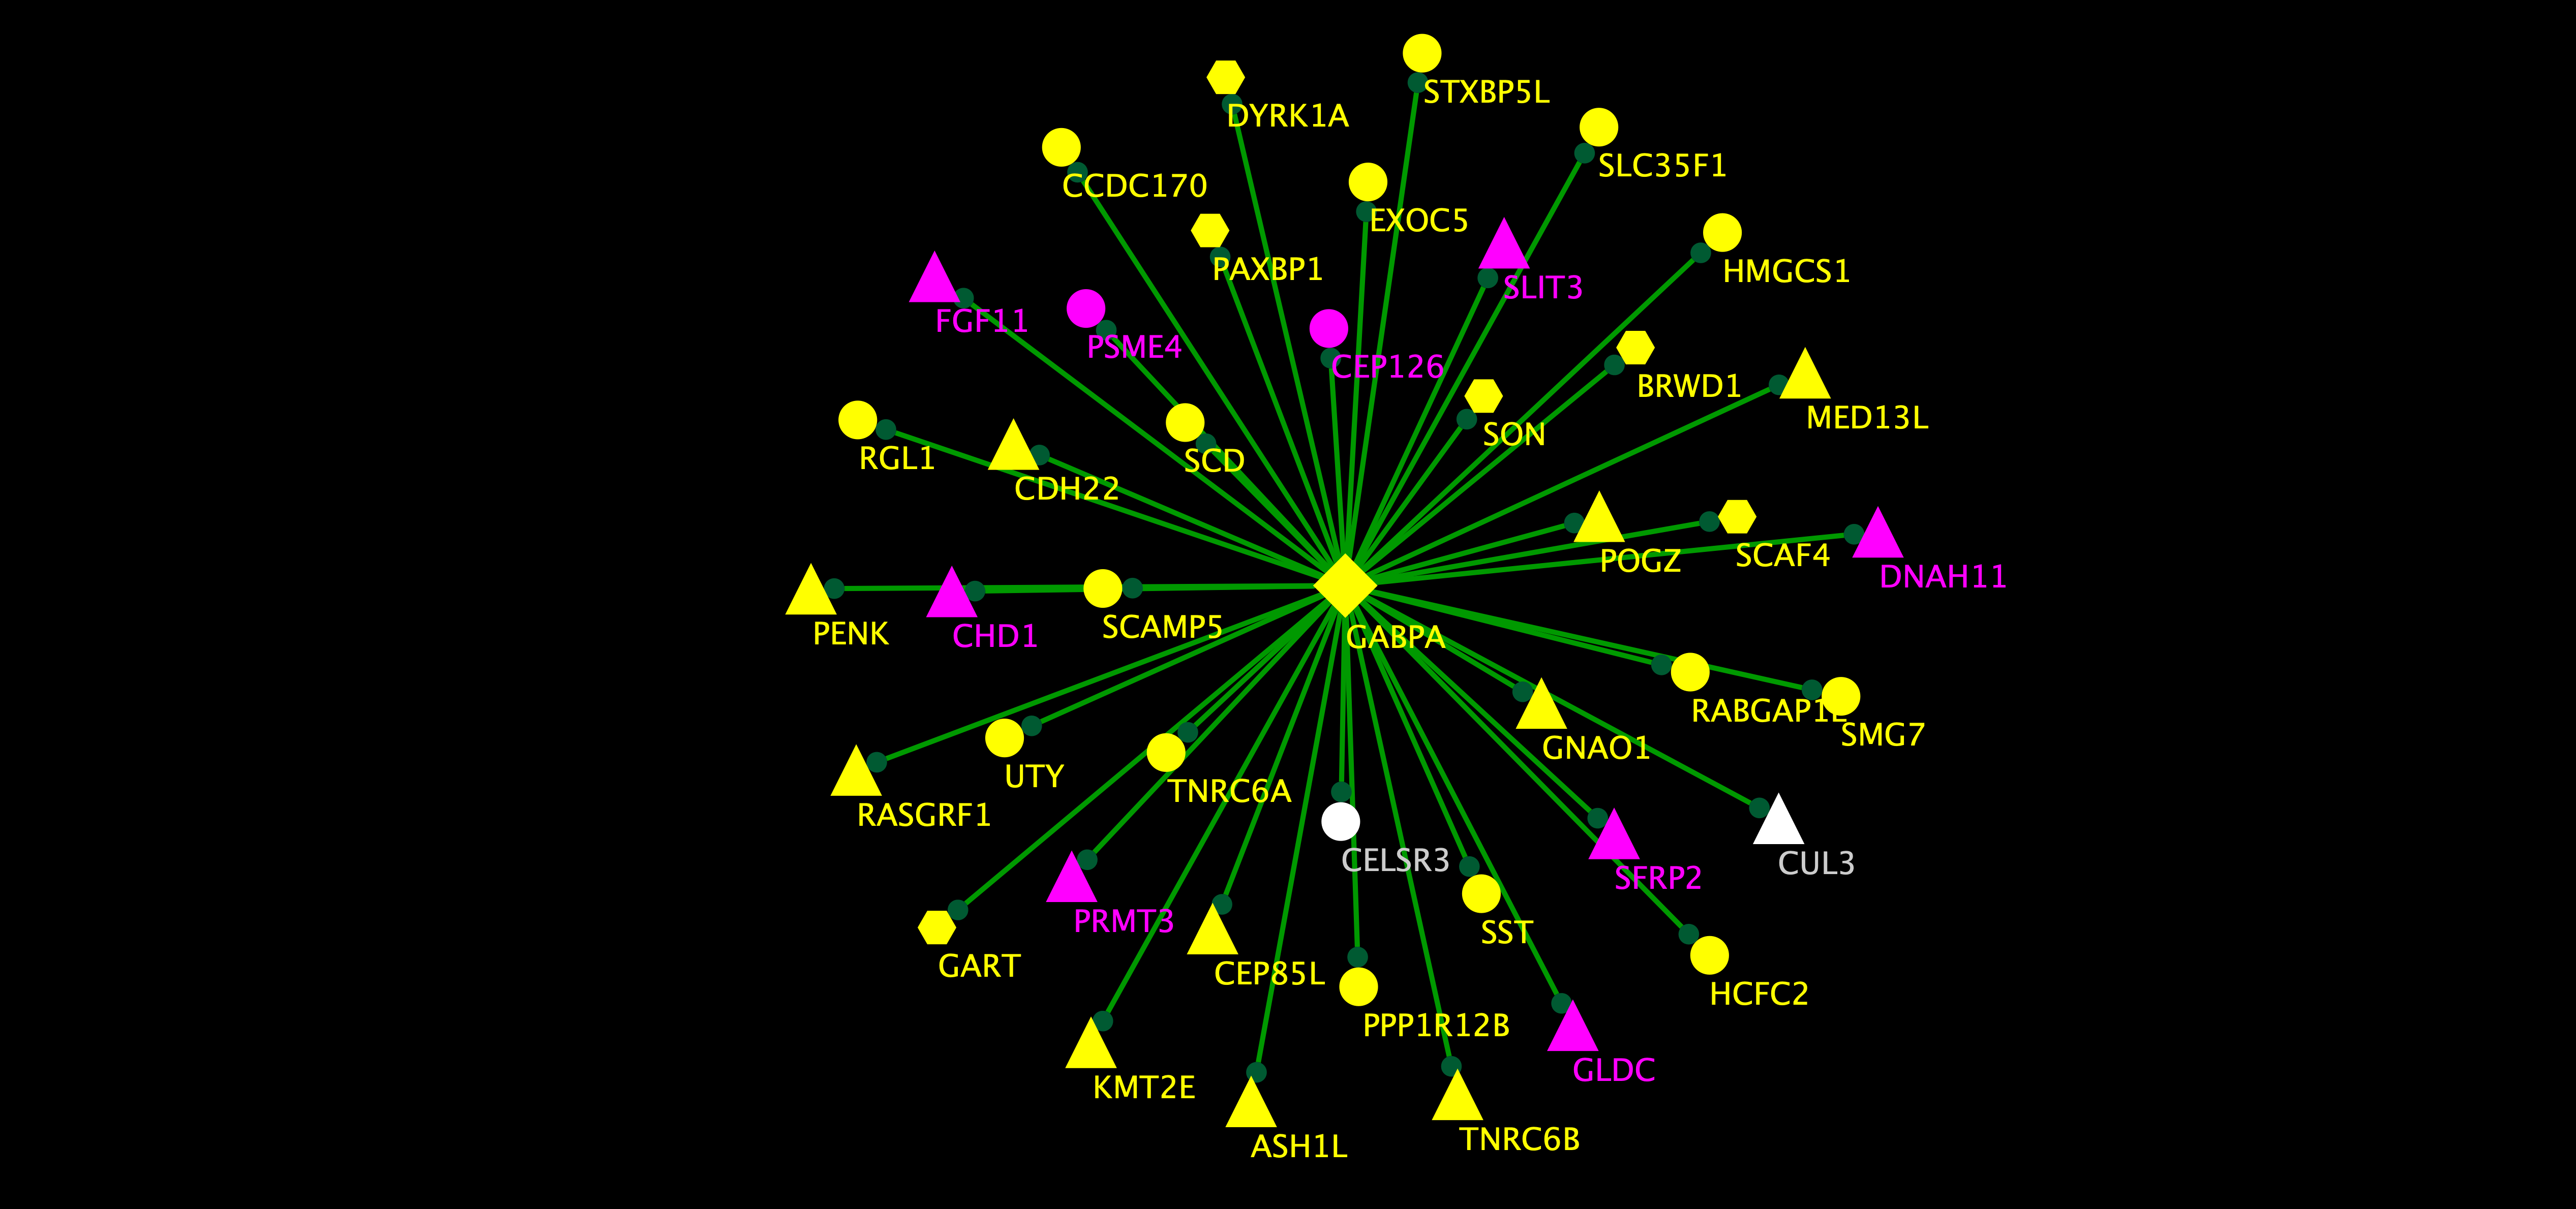 STXBP5L
DYRK1A
SLC35F1
CCDC170
EXOC5
PAXBP1
HMGCS1
SLIT3
FGF11
PSME4
CEP126
BRWD1
MED13L
SON
RGL1
SCD
CDH22
POGZ
SCAF4
DNAH11
PENK
CHD1
SCAMP5
GABPA
RABGAP1L
SMG7
GNAO1
UTY
TNRC6A
RASGRF1
CELSR3
CUL3
SFRP2
PRMT3
SST
GART
CEP85L
HCFC2
PPP1R12B
GLDC
KMT2E
TNRC6B
ASH1L